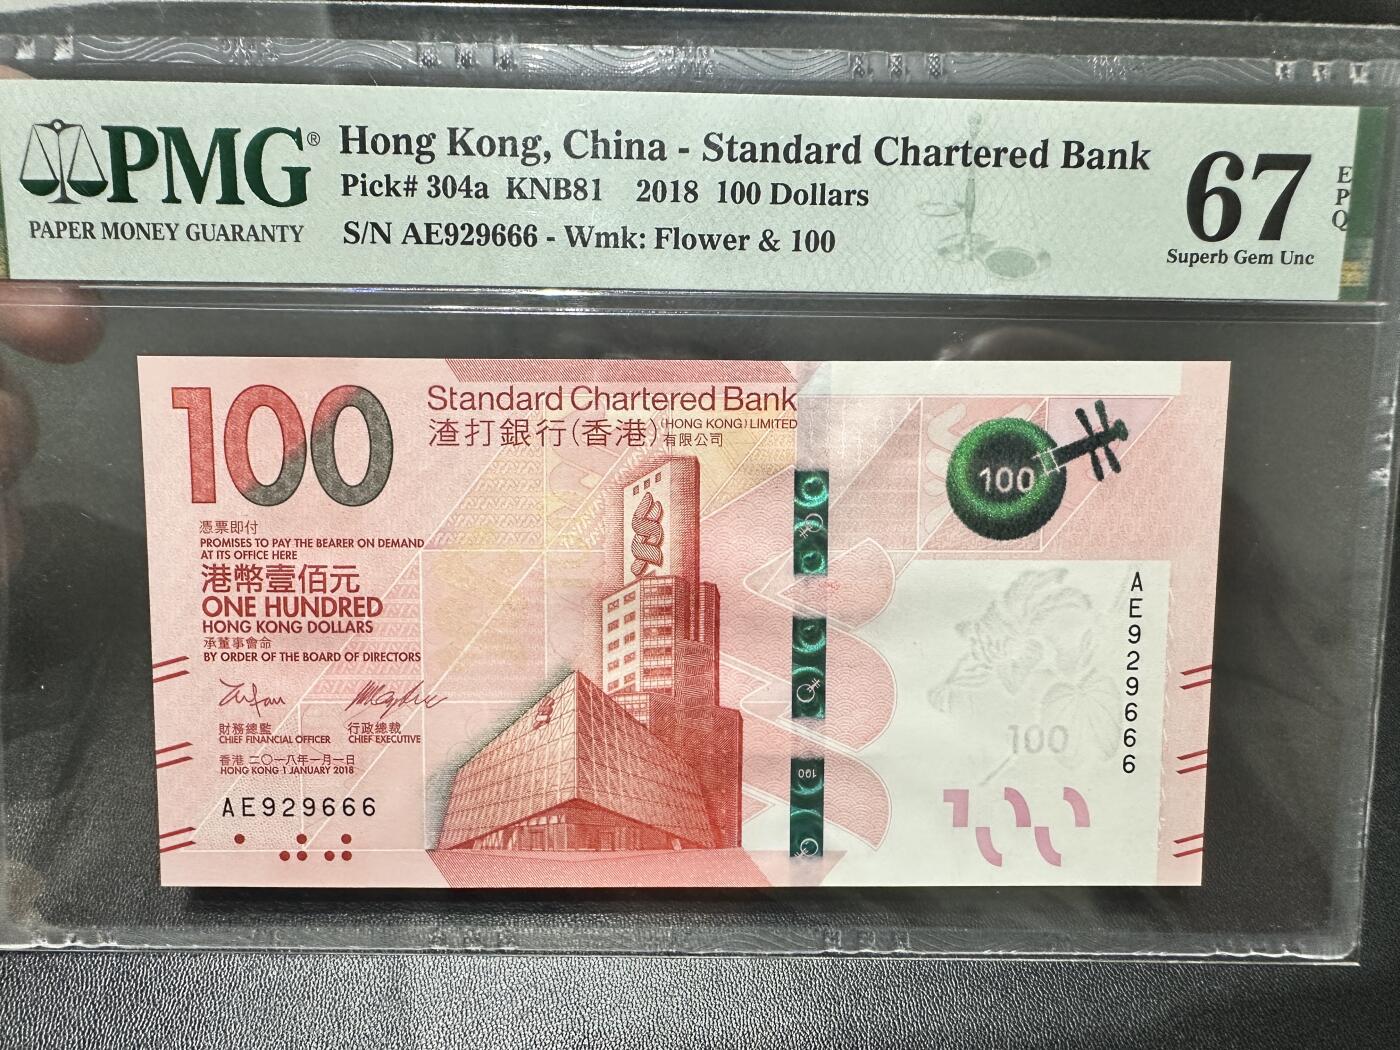 PMG®
PAPER MONEY GUARANTY
Hong Kong, China - Standard Chartered Bank
Pick# 304a KNB81 2018 100 Dollars
S/N AE929666 - Wmk: Flower & 100
67
EPQ
Superb Gem Unc
100
Standard Chartered Bank
(HONG KONG) LIMITED
渣打銀行(香港)有限公司
100
憑票即付
PROMISES TO PAY THE BEARER ON DEMAND
AT ITS OFFICE HERE
港幣壹佰元
ONE HUNDRED
HONG KONG DOLLARS
承董事會命
BY ORDER OF THE BOARD OF DIRECTORS
財務總監 行政總裁
CHIEF FINANCIAL OFFICER CHIEF EXECUTIVE
香港 二〇一八年一月一日
HONG KONG 1 JANUARY 2018
AE929666
100
100
AE929666